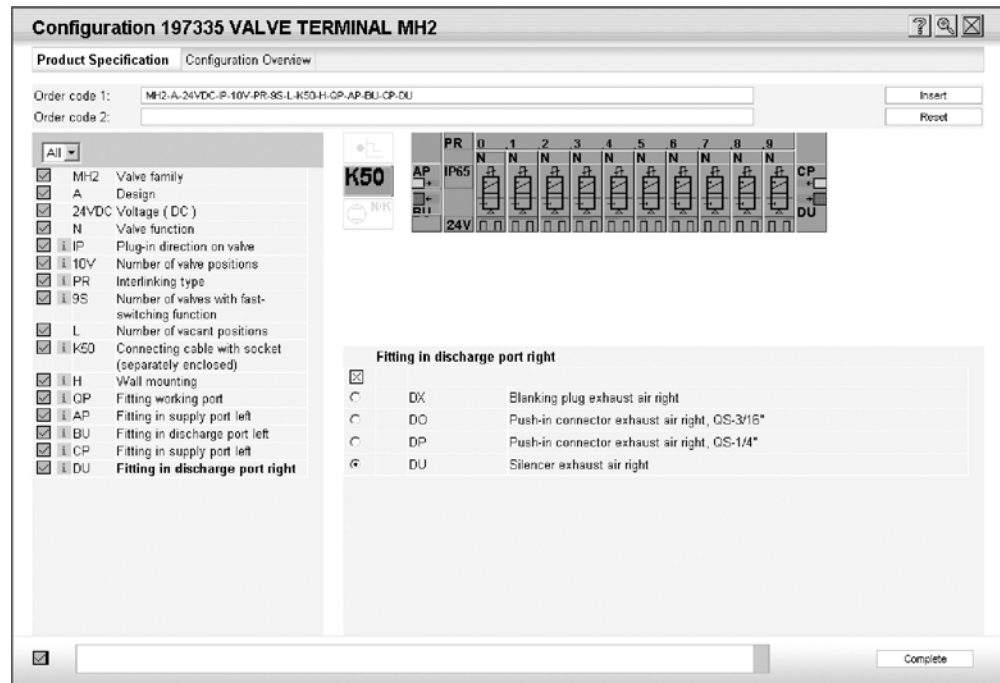 Configuration 197335 VALVE TERMINAL MH2
Product Specification Configuration Overview
Order code 1: MH2-A-24VDC-IP-10V-PR-9S-L-K50-H-QP-AP-BU-CP-DU Insert
Order code 2: Reset
All
MH2 Valve family
A Design
24VDC Voltage ( DC )
N Valve function
i IP Plug-in direction on valve
i 10V Number of valve positions
i PR Interlinking type
i 9S Number of valves with fast-
switching function
L Number of vacant positions
i K50 Connecting cable with socket
(separately enclosed)
i H Wall mounting
i QP Fitting working port
i AP Fitting in supply port left
i BU Fitting in discharge port left
i CP Fitting in supply port left
i DU Fitting in discharge port right
K50
N/K
PR 0 .1 .2 .3 .4 .5 .6 .7 .8 .9
N N N N N N N N N N
AP IP65 CP
BU DU
24V
Fitting in discharge port right
DX Blanking plug exhaust air right
DO Push-in connector exhaust air right, QS-3/16"
DP Push-in connector exhaust air right, QS-1/4"
DU Silencer exhaust air right
Complete